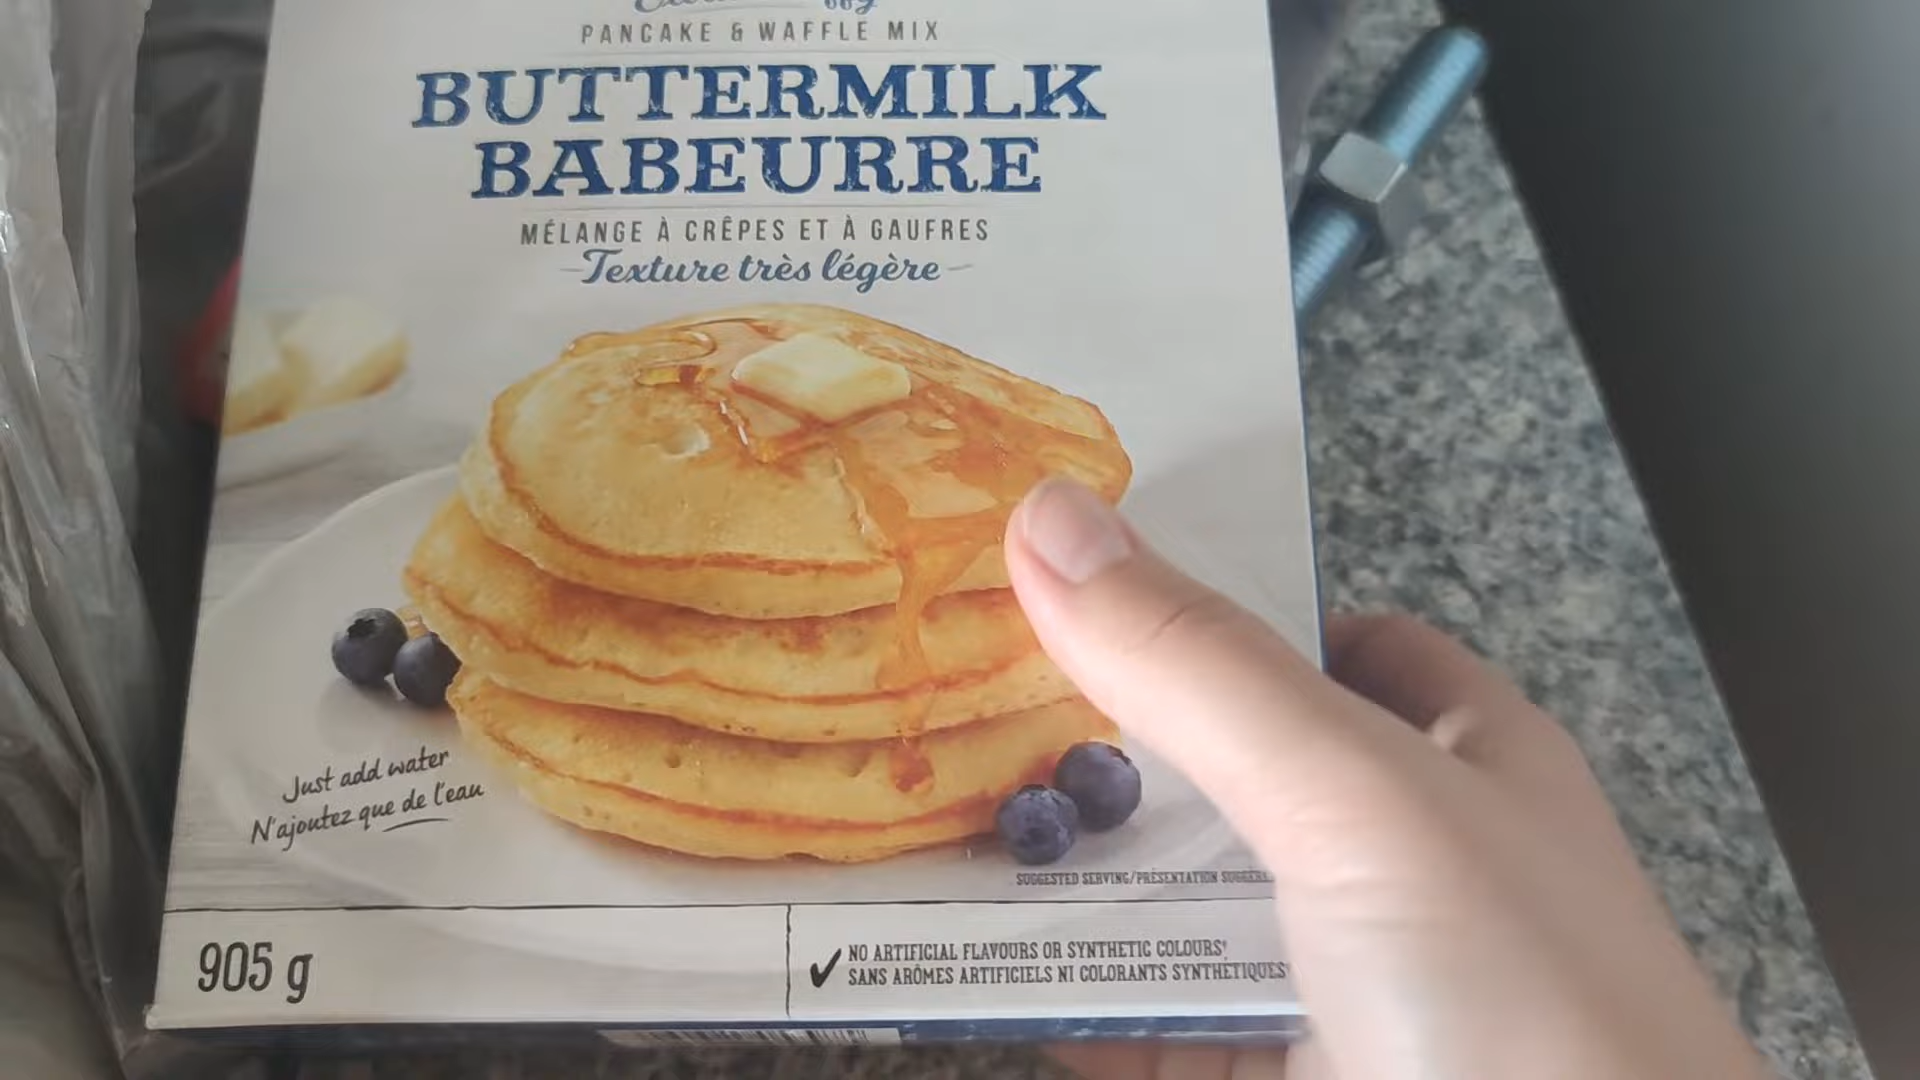 PANCAKE & WAFFLE MIX
BUTTERMILK
BABEURRE
MÉLANGE À CRÊPES ET À GAUFRES
Texture très légère
Just add water
N'ajoutez que de l'eau
SUGGESTED SERVING/PRÉSENTATION
905 g
NO ARTIFICIAL FLAVOURS OR SYNTHETIC COLOURS†
SANS ARÔMES ARTIFICIELS NI COLORANTS SYNTHÉTIQUES